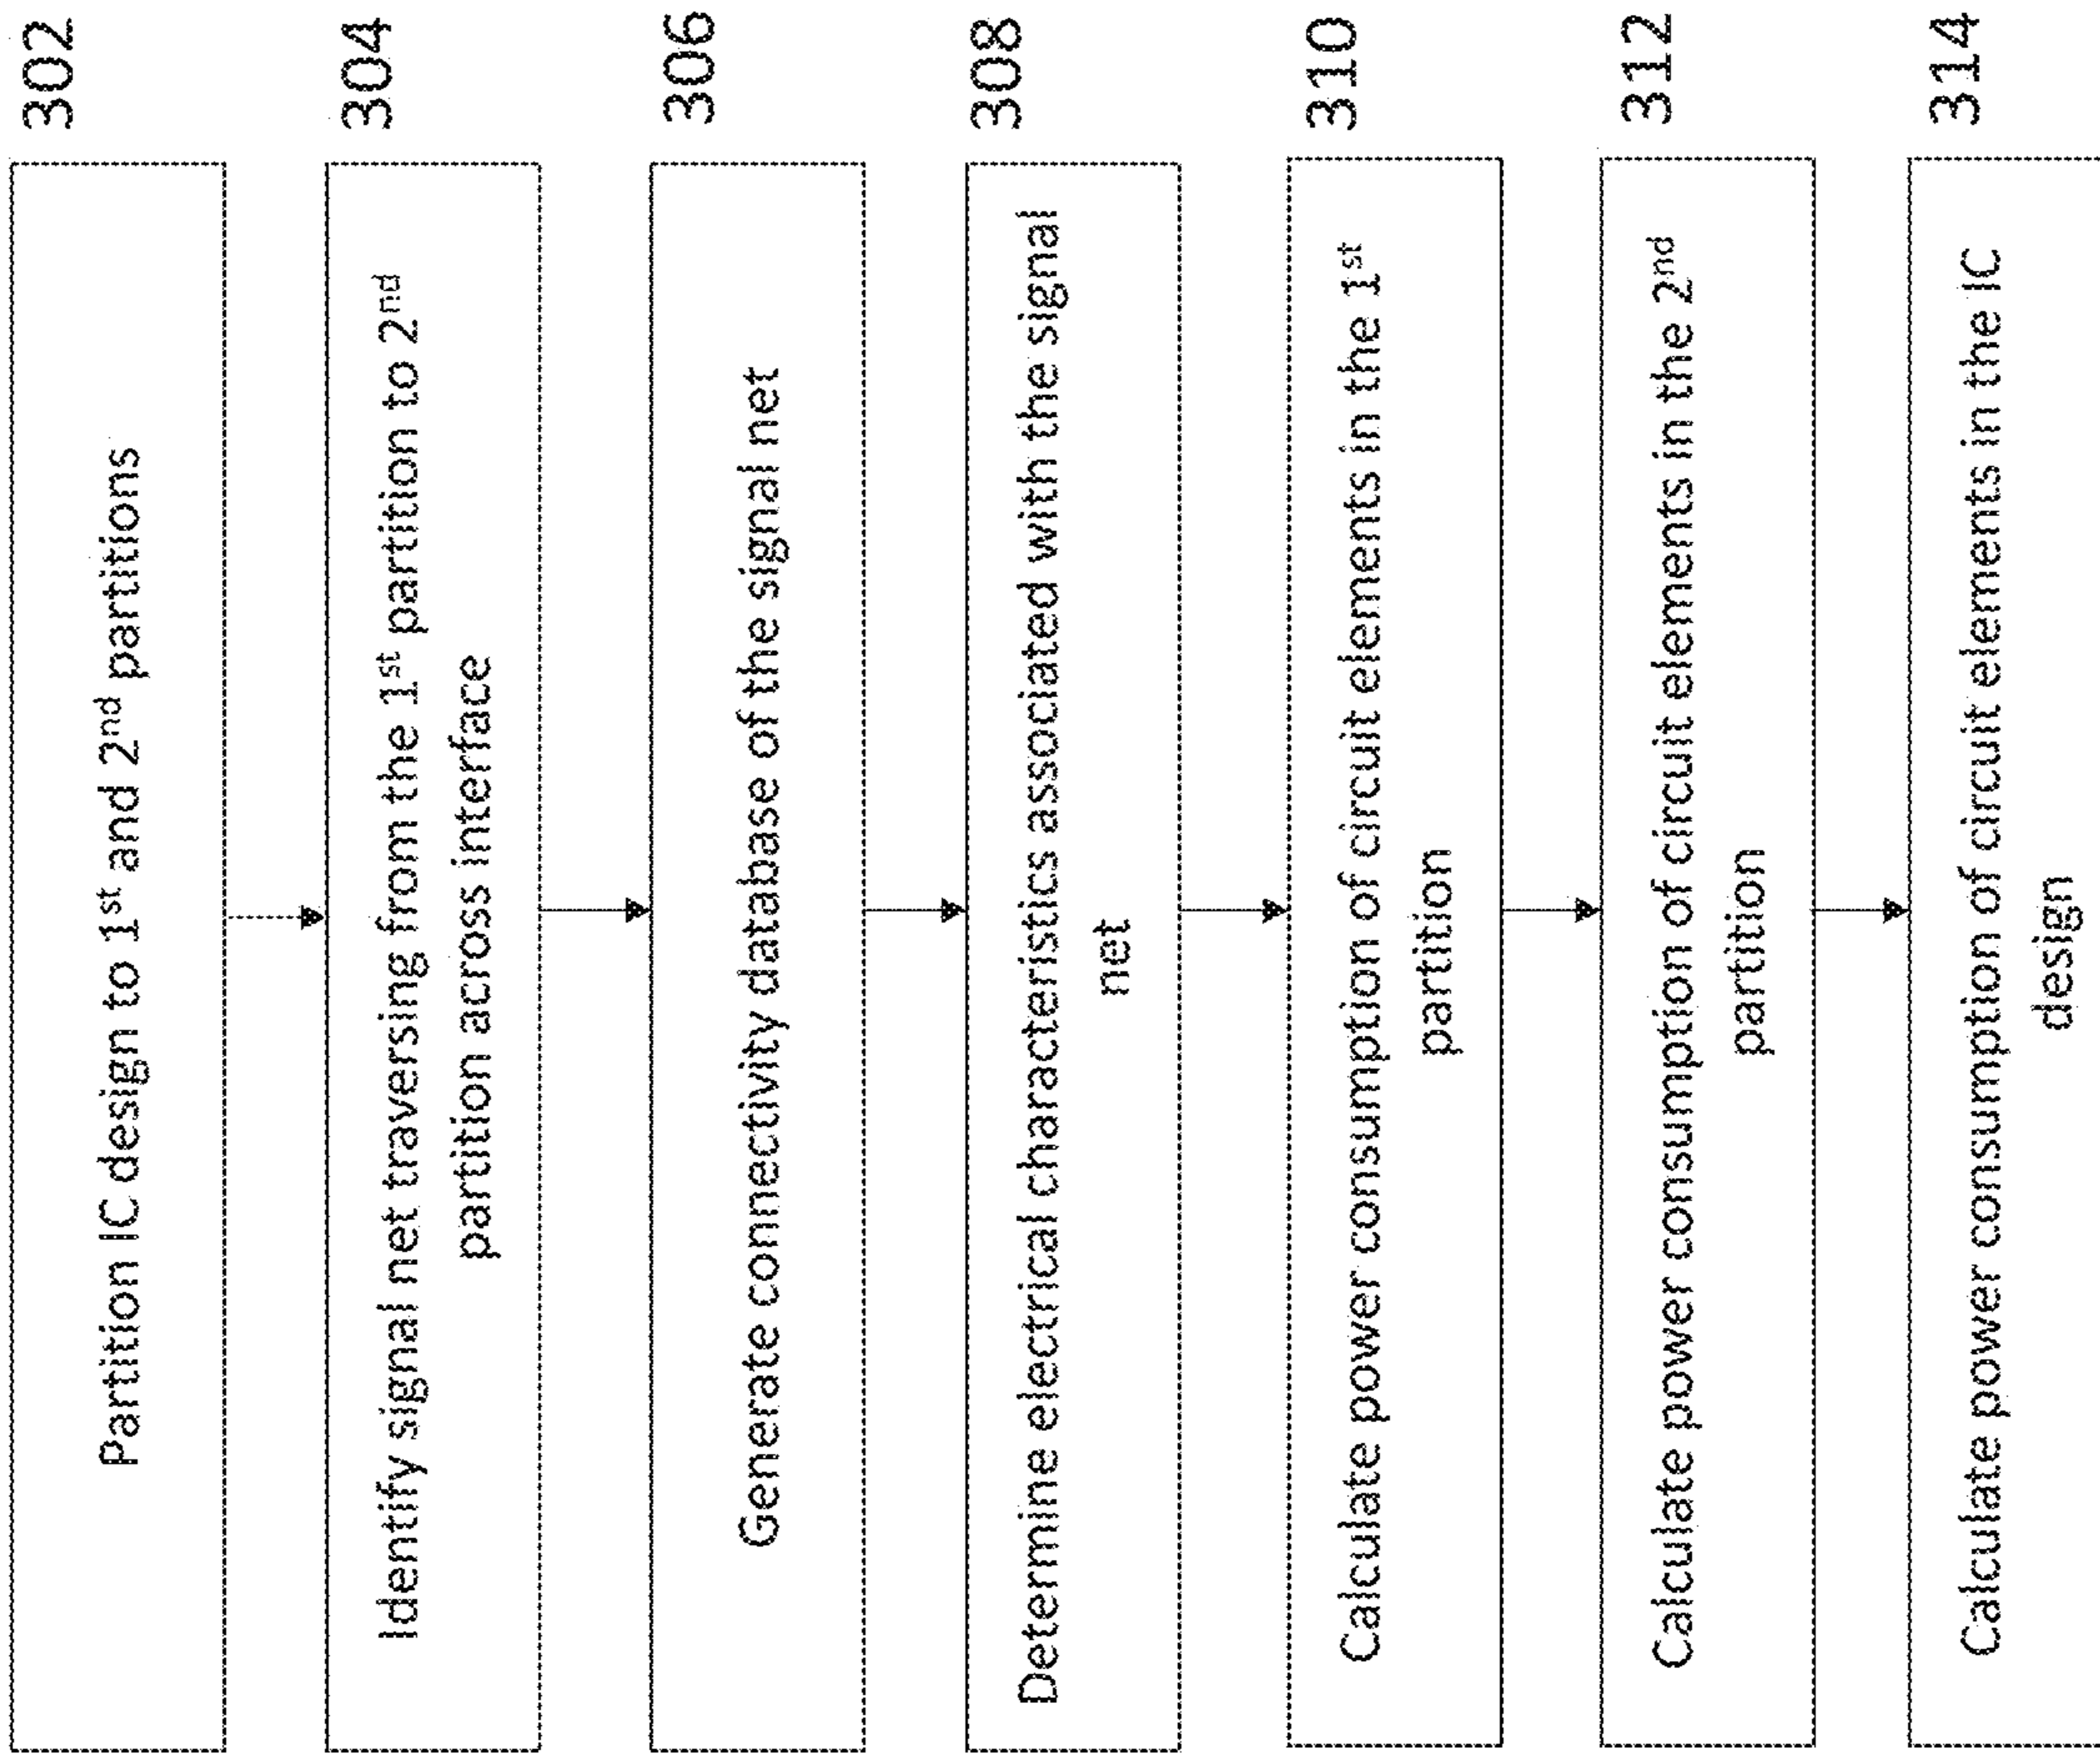 302
Partition IC design to 1st and 2nd partitions
304
Identify signal net traversing from the 1st partition to 2nd
partition across interface
306
Generate connectivity database of the signal net
308
Determine electrical characteristics associated with the signal
net
310
Calculate power consumption of circuit elements in the 1st
partition
312
Calculate power consumption of circuit elements in the 2nd
partition
314
Calculate power consumption of circuit elements in the IC
design